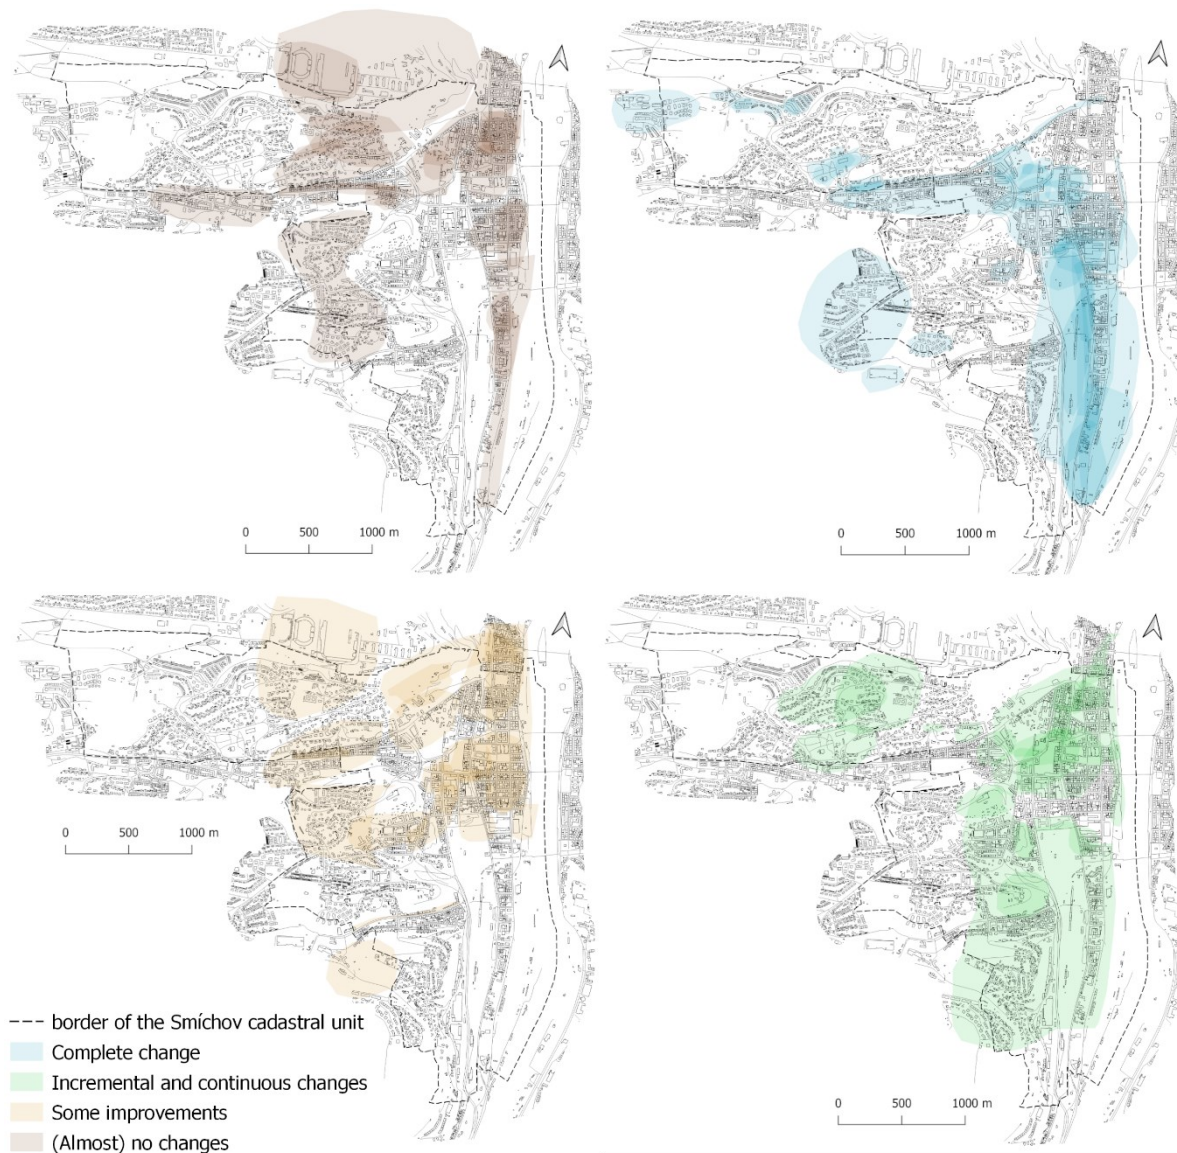 0 500 1000 m
0 500 1000 m
0 500 1000 m
0 500 1000 m
border of the Smíchov cadastral unit
Complete change
Incremental and continuous changes
Some improvements
(Almost) no changes